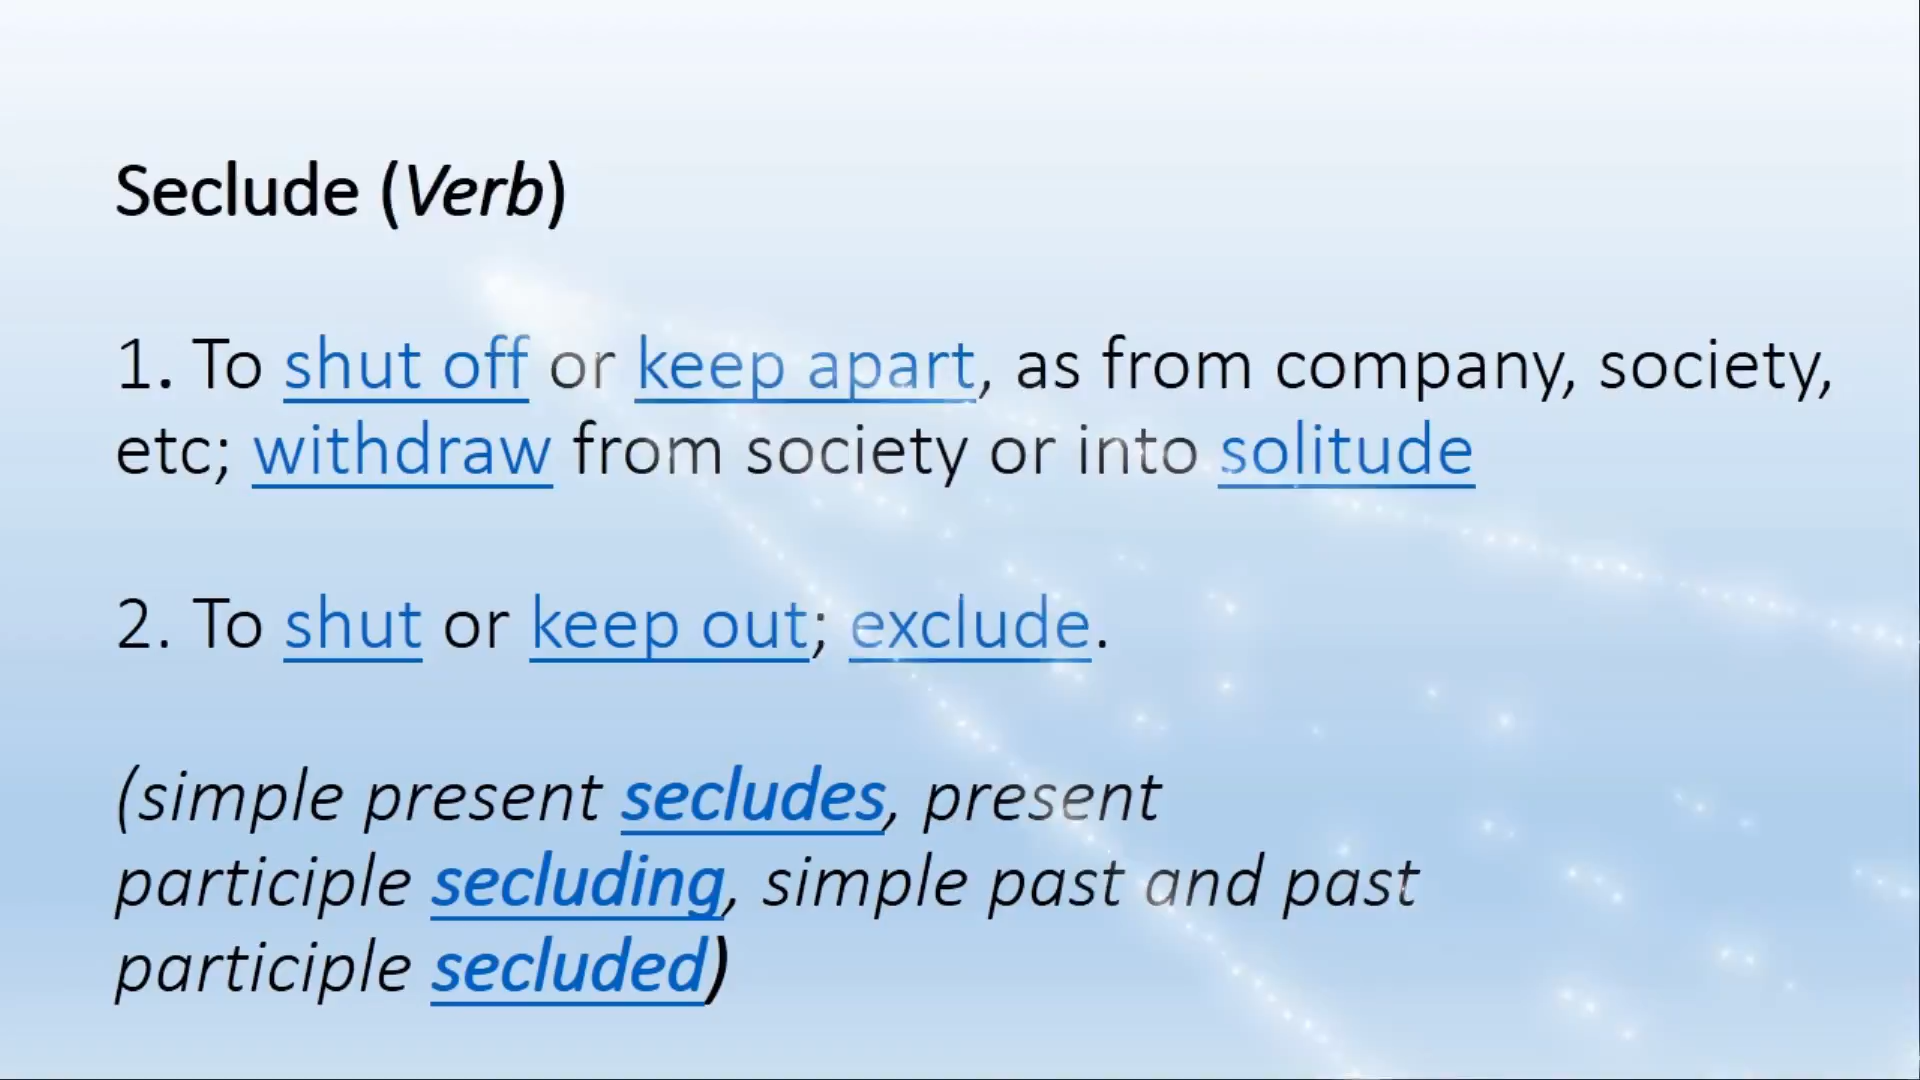 Seclude (Verb)
1. To shut off or keep apart, as from company, society,
etc; withdraw from society or into solitude
2. To shut or keep out; exclude.
(simple present secludes, present
participle secluding, simple past and past
participle secluded)